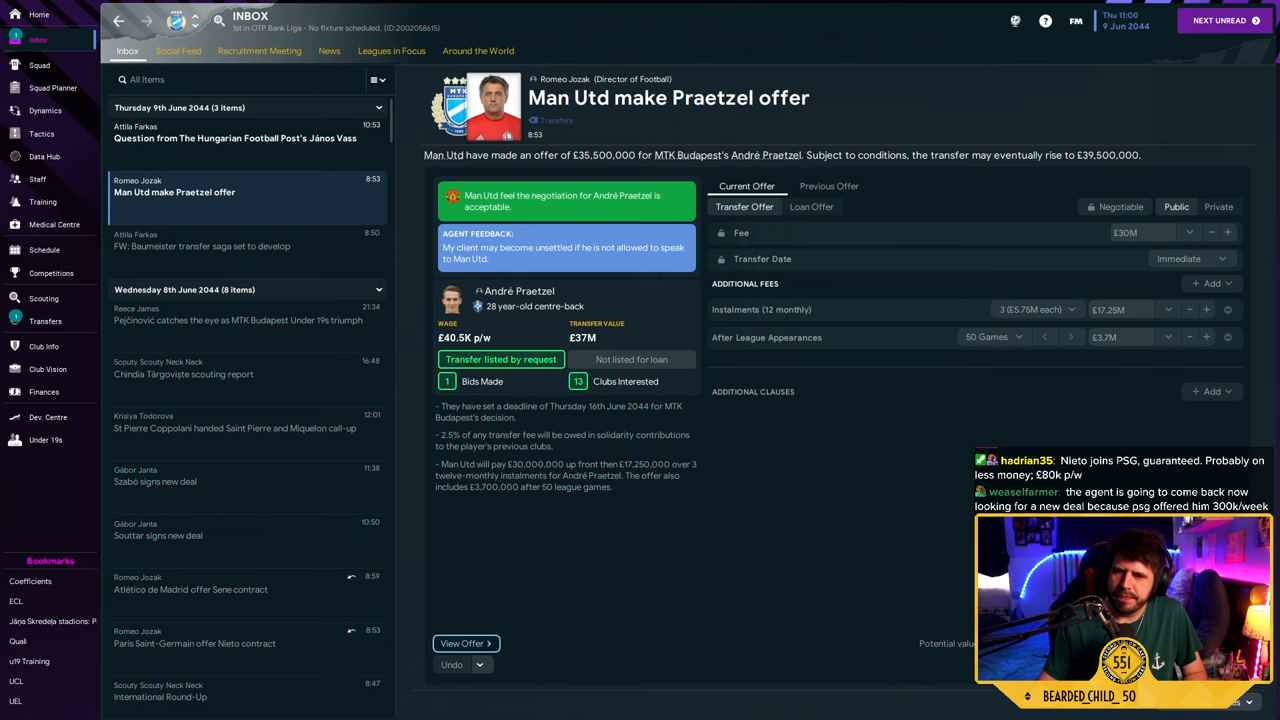 Home
INBOX
1st in OTP Bank Liga - No fixture scheduled. (ID:2002058615)
FM
Thu 11:00
9 Jun 2044
NEXT UNREAD
1
Inbox
Squad
Squad Planner
Dynamics
Tactics
Data Hub
Staff
Training
Medical Centre
Schedule
Competitions
Scouting
1
Transfers
Club Info
Club Vision
Finances
Dev. Centre
Under 19s
Bookmarks
Coefficients
ECL
Jāņa Skredeļa stadions: P
Quali
u19 Training
UCL
UEL
Inbox
Social Feed
Recruitment Meeting
News
Leagues in Focus
Around the World
All Items
Thursday 9th June 2044 (3 items)
Attila Farkas
10:53
Question from The Hungarian Football Post's János Vass
Romeo Jozak
8:53
Man Utd make Praetzel offer
Attila Farkas
8:50
FW: Baumeister transfer saga set to develop
Wednesday 8th June 2044 (8 items)
Reece James
21:34
Pejčinović catches the eye as MTK Budapest Under 19s triumph
Scouty Scouty Neck Neck
16:48
Chindia Târgoviște scouting report
Krisiya Todorova
12:01
St Pierre Coppolani handed Saint Pierre and Miquelon call-up
Gábor Janta
11:38
Szabó signs new deal
Gábor Janta
10:50
Souttar signs new deal
Romeo Jozak
8:59
Atlético de Madrid offer Sene contract
Romeo Jozak
8:53
Paris Saint-Germain offer Nieto contract
Scouty Scouty Neck Neck
8:47
International Round-Up
MTK
Romeo Jozak (Director of Football)
Man Utd make Praetzel offer
Transfers
8:53
Man Utd have made an offer of £35,500,000 for MTK Budapest's André Praetzel. Subject to conditions, the transfer may eventually rise to £39,500,000.
Man Utd feel the negotiation for André Praetzel is
acceptable.
AGENT FEEDBACK:
My client may become unsettled if he is not allowed to speak
to Man Utd.
André Praetzel
28 year-old centre-back
WAGE
TRANSFER VALUE
£40.5K p/w
£37M
Transfer listed by request
Not listed for loan
1 Bids Made
13 Clubs Interested
- They have set a deadline of Thursday 16th June 2044 for MTK
Budapest's decision.
- 2.5% of any transfer fee will be owed in solidarity contributions
to the player's previous clubs.
- Man Utd will pay £30,000,000 up front then £17,250,000 over 3
twelve-monthly instalments for André Praetzel. The offer also
includes £3,700,000 after 50 league games.
View Offer
Undo
Current Offer
Previous Offer
Transfer Offer
Loan Offer
Negotiable
Public
Private
Fee
£30M
Transfer Date
Immediate
ADDITIONAL FEES
Add
Instalments (12 monthly)
3 (£5.75M each)
£17.25M
After League Appearances
50 Games
£3.7M
ADDITIONAL CLAUSES
Add
Potential valu
hadrian35: Nieto joins PSG, guaranteed. Probably on
less money; £80k p/w
weaselfarmer: the agent is going to come back now
looking for a new deal because psg offered him 300k/week
551
BEARDED_CHILD_ 50